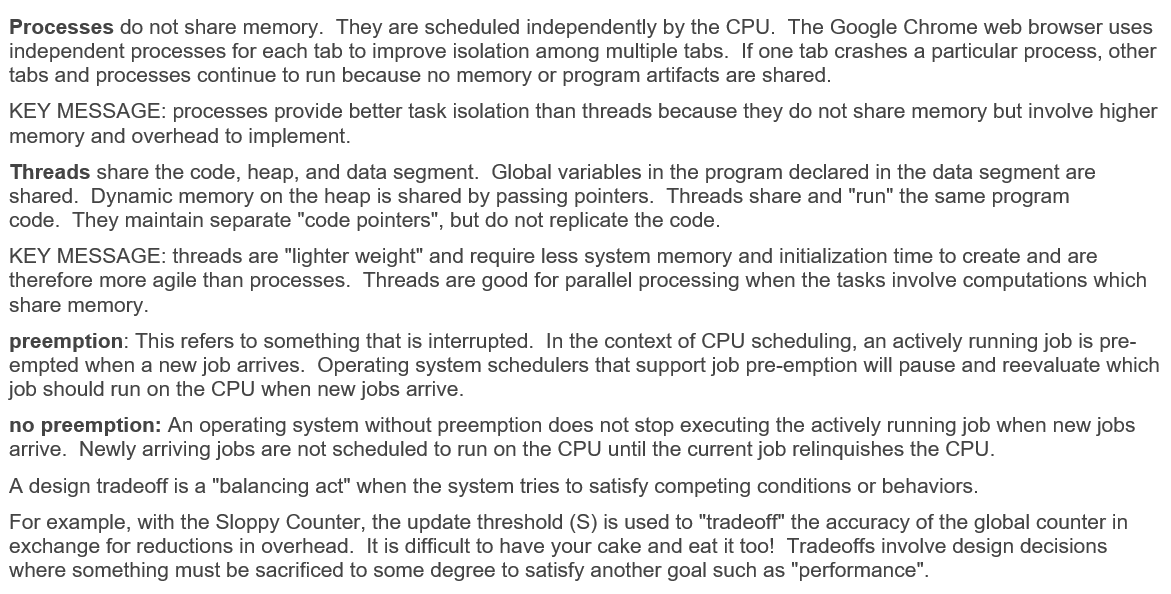 Processes do not share memory.  They are scheduled independently by the CPU.  The Google Chrome web browser uses
independent processes for each tab to improve isolation among multiple tabs.  If one tab crashes a particular process, other
tabs and processes continue to run because no memory or program artifacts are shared.
KEY MESSAGE: processes provide better task isolation than threads because they do not share memory but involve higher
memory and overhead to implement.
Threads share the code, heap, and data segment.  Global variables in the program declared in the data segment are
shared.  Dynamic memory on the heap is shared by passing pointers.  Threads share and "run" the same program
code.  They maintain separate "code pointers", but do not replicate the code.
KEY MESSAGE: threads are "lighter weight" and require less system memory and initialization time to create and are
therefore more agile than processes.  Threads are good for parallel processing when the tasks involve computations which
share memory.
preemption: This refers to something that is interrupted.  In the context of CPU scheduling, an actively running job is pre-
empted when a new job arrives.  Operating system schedulers that support job pre-emption will pause and reevaluate which
job should run on the CPU when new jobs arrive.
no preemption: An operating system without preemption does not stop executing the actively running job when new jobs
arrive.  Newly arriving jobs are not scheduled to run on the CPU until the current job relinquishes the CPU.
A design tradeoff is a "balancing act" when the system tries to satisfy competing conditions or behaviors.
For example, with the Sloppy Counter, the update threshold (S) is used to "tradeoff" the accuracy of the global counter in
exchange for reductions in overhead.  It is difficult to have your cake and eat it too!  Tradeoffs involve design decisions
where something must be sacrificed to some degree to satisfy another goal such as "performance".